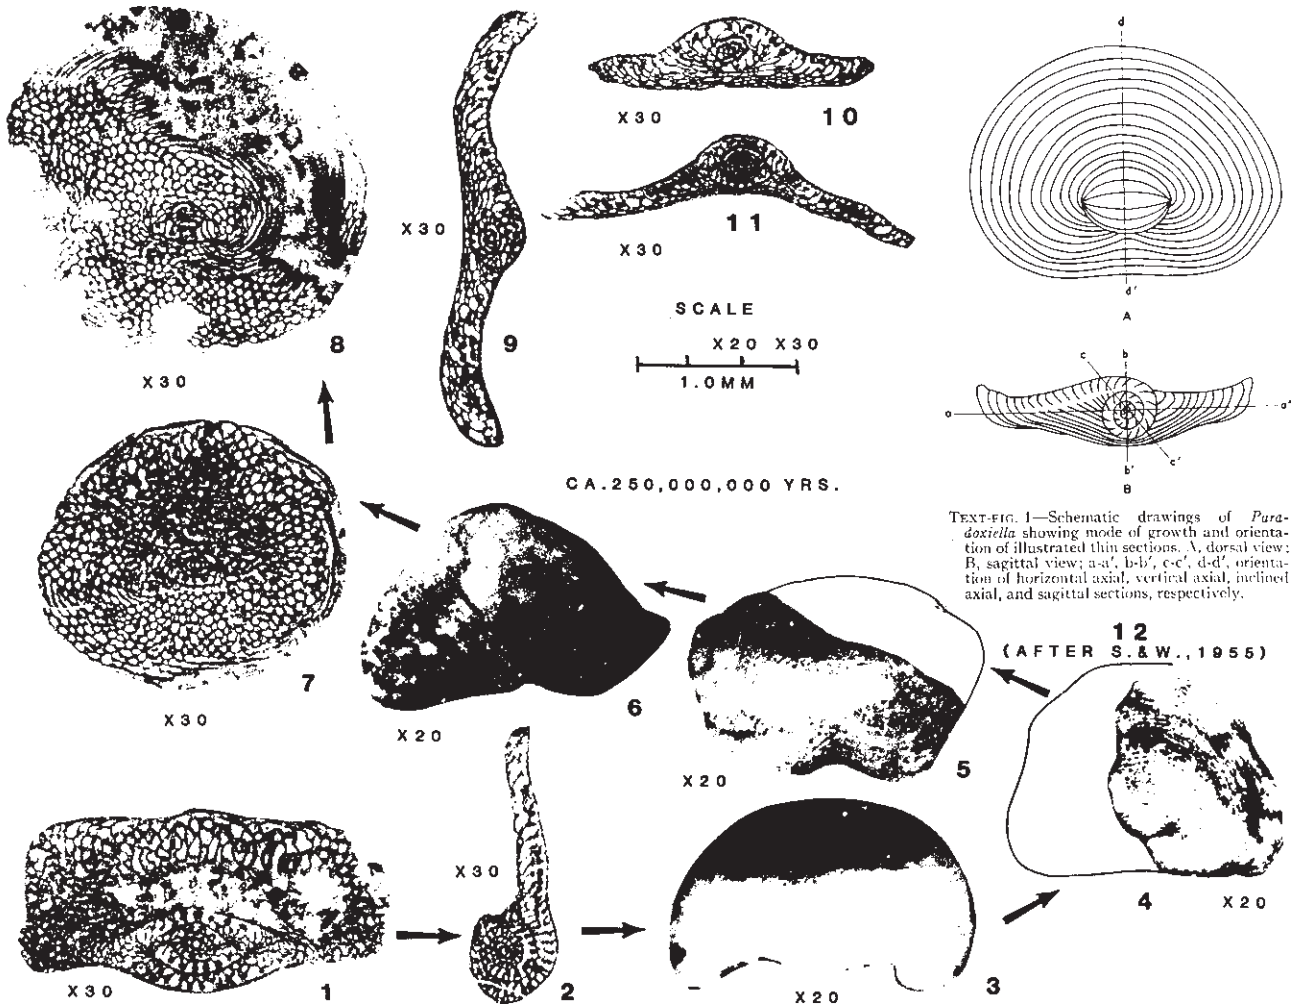 d
X30
10
X30
11
X30
X30
SCALE
X20 X30
1.0MM
8
9
X30
d'
A
c
b
a
a"
b'
c'
B
CA.250,000,000 YRS.
TEXT-FIG. 1—Schematic drawings of Para-
doxiella showing mode of growth and orienta-
tion of illustrated thin sections. A, dorsal view;
B, sagittal view; a-a', b-b', c-c', d-d', orienta-
tion of horizontal axial, vertical axial, inclined
axial, and sagittal sections, respectively.
12
(AFTER S.&W.,1955)
7
X30
6
X20
5
X20
4
X20
X30
X30
1
2
3
X20